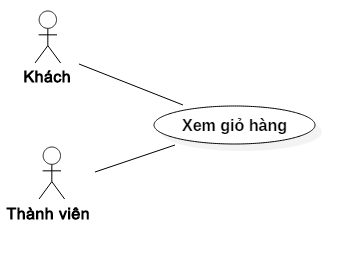 Khách
Xem giỏ hàng
Thành viên